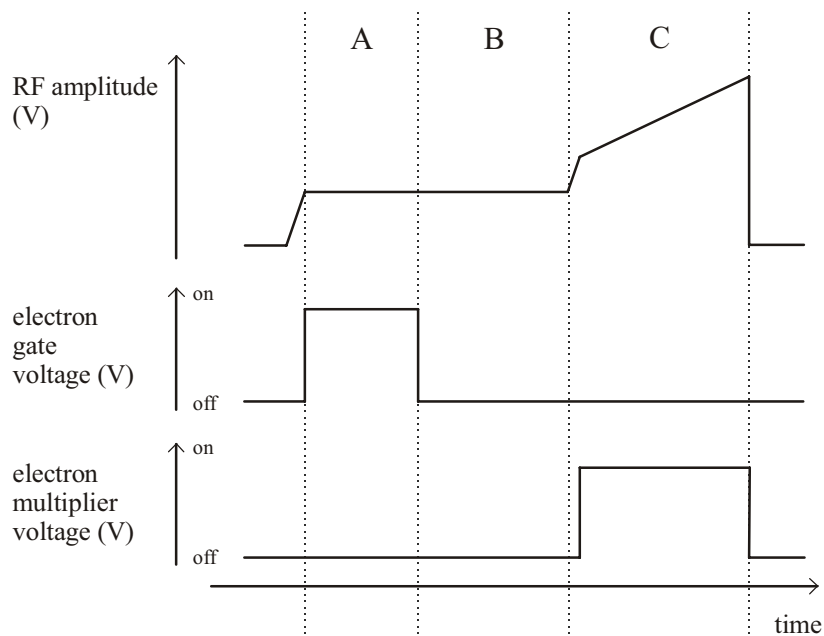 A
B
C
RF amplitude
(V)
on
electron
gate
voltage (V)
off
on
electron
multiplier
voltage (V)
off
time